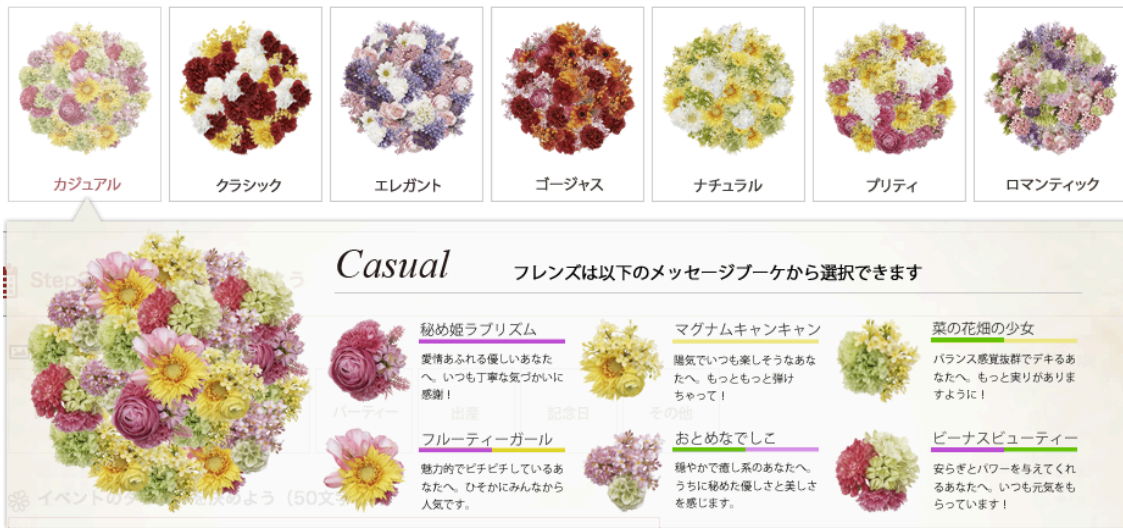 カジュアル
クラシック
エレガント
ゴージャス
ナチュラル
プリティ
ロマンティック
Casual
フレンズは以下のメッセージブーケから選択できます
秘め姫ラブリズム
愛情あふれる優しいあなた
へ。いつも丁寧な気づかいに
感謝！
マグナムキャンキャン
陽気でいつも楽しそうなあな
たへ。もっともっと弾け
ちゃって！
菜の花畑の少女
バランス感覚抜群でデキるあ
なたへ。もっと実りがありま
すように！
フルーティーガール
魅力的でピチピチしているあ
なたへ。ひそかにみんなから
人気です。
おとめなでしこ
穏やかで癒し系のあなたへ。
うちに秘めた優しさと美しさ
を感じます。
ビーナスビューティー
安らぎとパワーを与えてくれ
るあなたへ。いつも元気をも
らっています！
Step
う
パーティー
出産
記念日
その他
イベントの
決めよう（50文